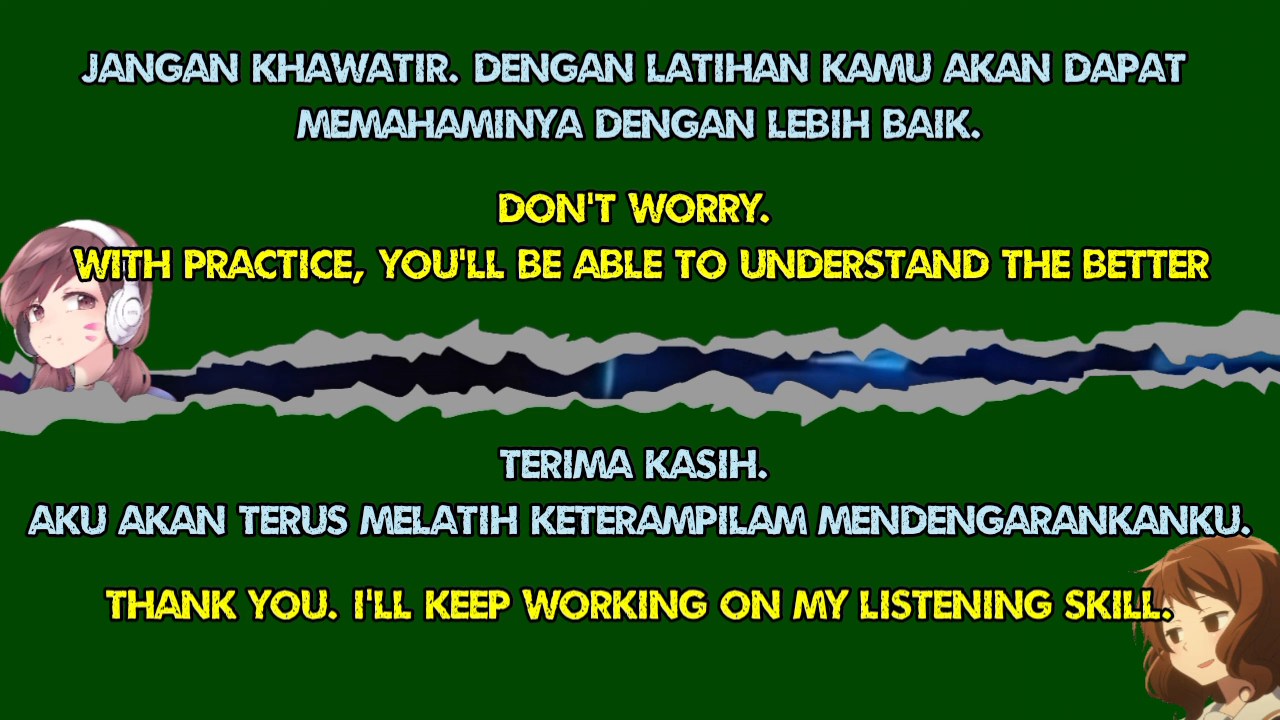 JANGAN KHAWATIR. DENGAN LATIHAN KAMU AKAN DAPAT
MEMAHAMINYA DENGAN LEBIH BAIK.
DON'T WORRY.
WITH PRACTICE, YOU'LL BE ABLE TO UNDERSTAND THE BETTER
TERIMA KASIH.
AKU AKAN TERUS MELATIH KETERAMPILAM MENDENGARANKANKU.
THANK YOU. I'LL KEEP WORKING ON MY LISTENING SKILL.